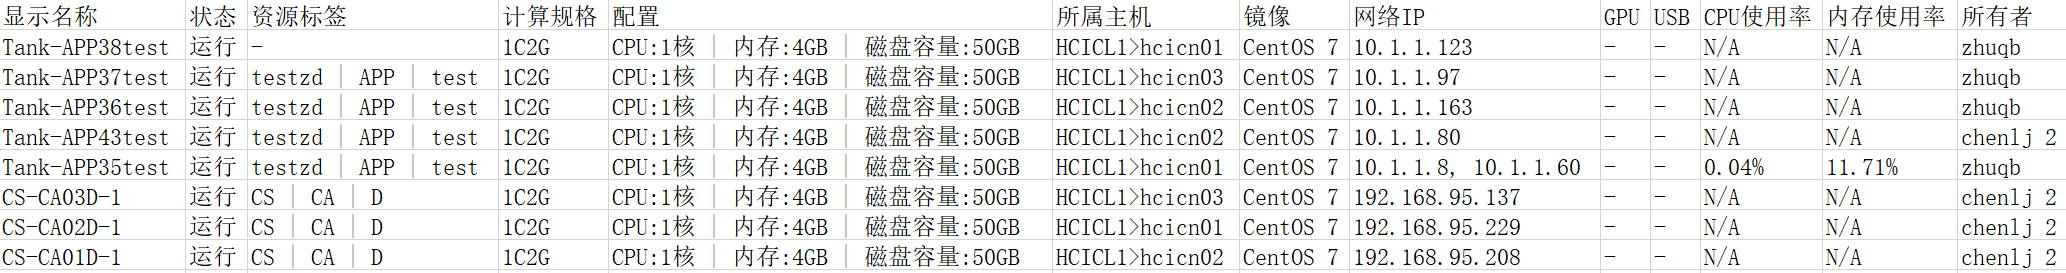 显示名称 状态 资源标签 计算规格 配置 所属主机 镜像 网络IP GPU USB CPU使用率 内存使用率 所有者
Tank-APP38test 运行 - 1C2G CPU:1核 | 内存:4GB | 磁盘容量:50GB HCICL1>hcicn01 CentOS 7 10.1.1.123 - - N/A N/A zhuqb
Tank-APP37test 运行 testzd | APP | test 1C2G CPU:1核 | 内存:4GB | 磁盘容量:50GB HCICL1>hcicn03 CentOS 7 10.1.1.97 - - N/A N/A zhuqb
Tank-APP36test 运行 testzd | APP | test 1C2G CPU:1核 | 内存:4GB | 磁盘容量:50GB HCICL1>hcicn02 CentOS 7 10.1.1.163 - - N/A N/A zhuqb
Tank-APP43test 运行 testzd | APP | test 1C2G CPU:1核 | 内存:4GB | 磁盘容量:50GB HCICL1>hcicn02 CentOS 7 10.1.1.80 - - N/A N/A chenlj 2
Tank-APP35test 运行 testzd | APP | test 1C2G CPU:1核 | 内存:4GB | 磁盘容量:50GB HCICL1>hcicn01 CentOS 7 10.1.1.8, 10.1.1.60 - - 0.04% 11.71% zhuqb
CS-CA03D-1 运行 CS | CA | D 1C2G CPU:1核 | 内存:4GB | 磁盘容量:50GB HCICL1>hcicn03 CentOS 7 192.168.95.137 - - N/A N/A chenlj 2
CS-CA02D-1 运行 CS | CA | D 1C2G CPU:1核 | 内存:4GB | 磁盘容量:50GB HCICL1>hcicn01 CentOS 7 192.168.95.229 - - N/A N/A chenlj 2
CS-CA01D-1 运行 CS | CA | D 1C2G CPU:1核 | 内存:4GB | 磁盘容量:50GB HCICL1>hcicn02 CentOS 7 192.168.95.208 - - N/A N/A chenlj 2